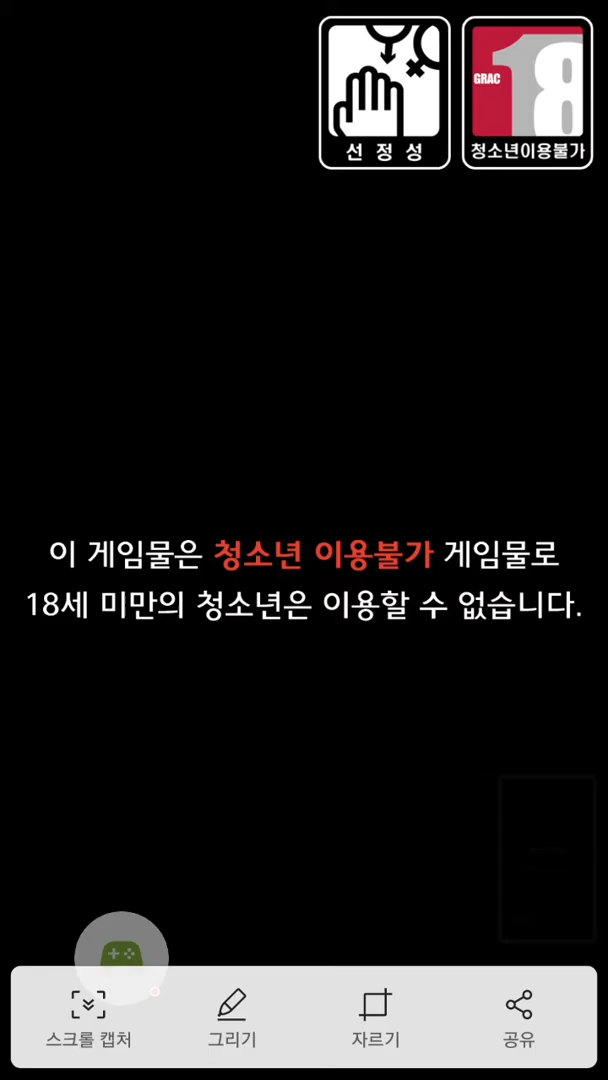 선 정 성
GRAC
18
청소년이용불가
이 게임물은 청소년 이용불가 게임물로
18세 미만의 청소년은 이용할 수 없습니다.
스크롤 캡처
그리기
자르기
공유